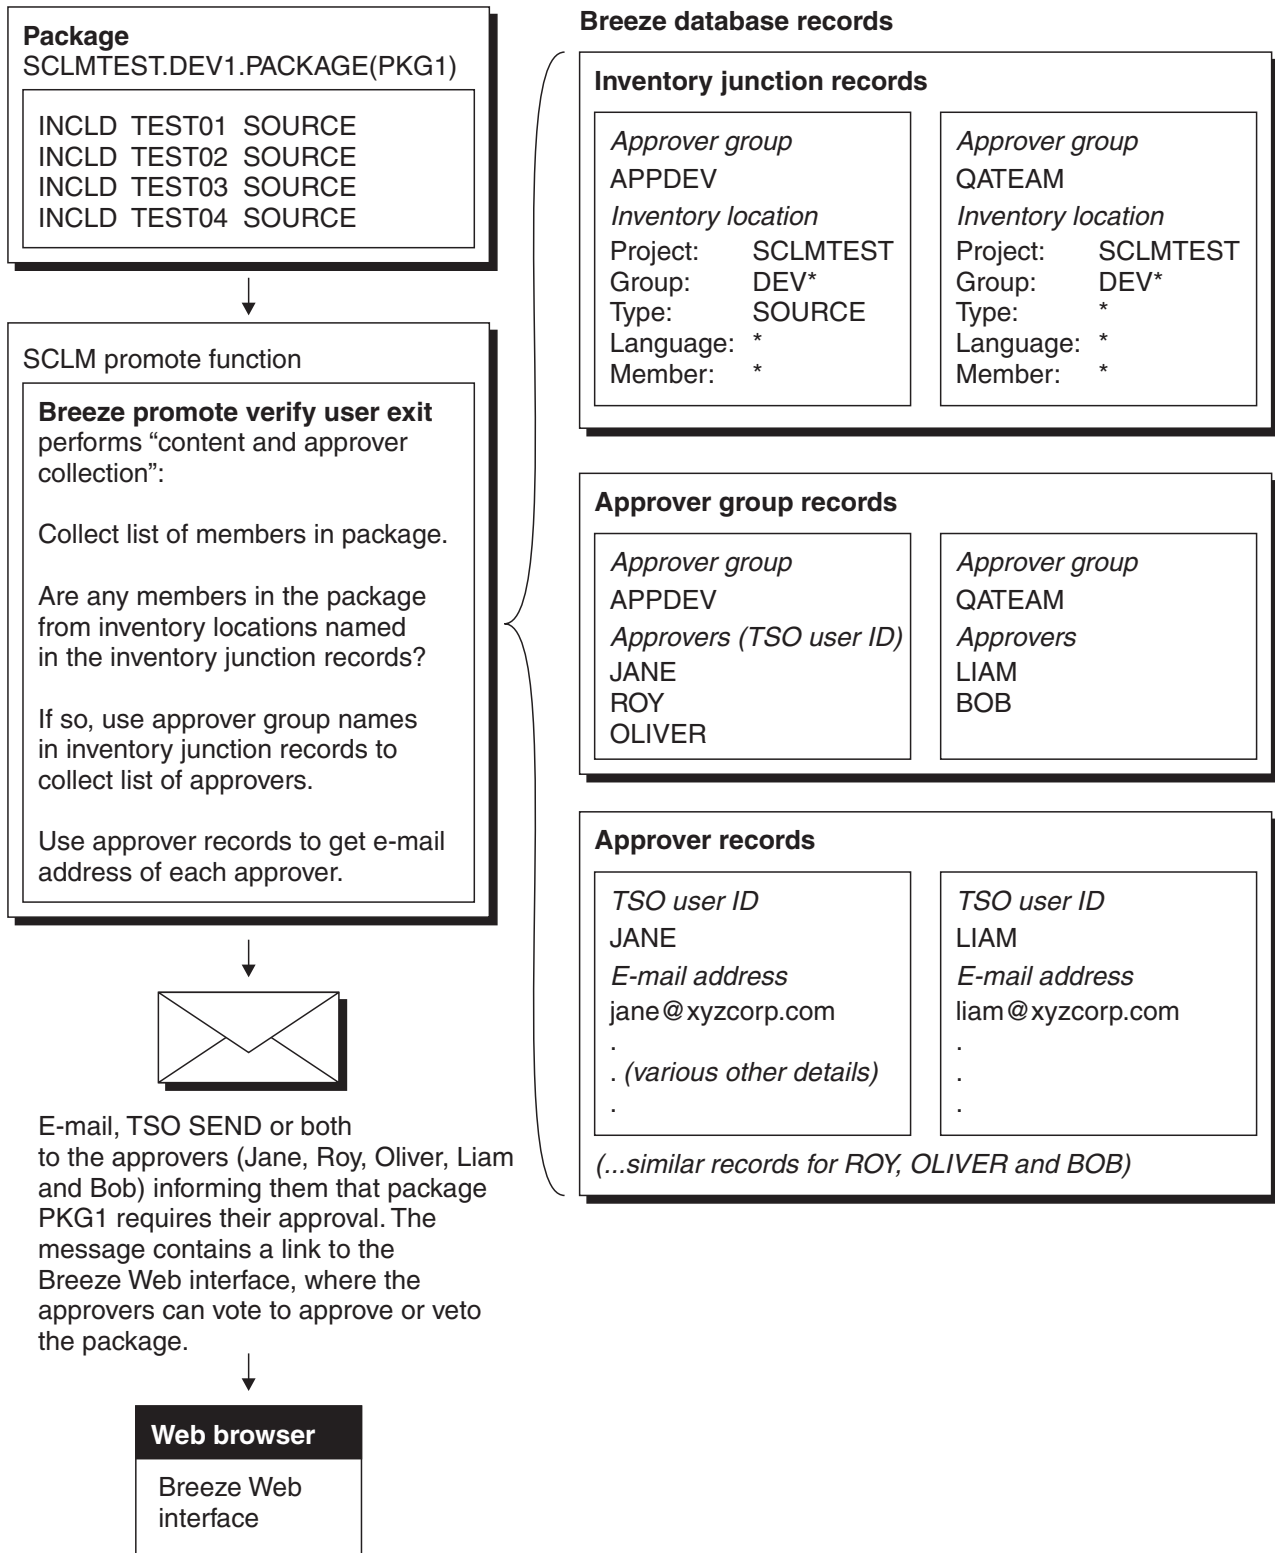 Package
SCLMTEST.DEV1.PACKAGE(PKG1)
INCLD TEST01 SOURCE
INCLD TEST02 SOURCE
INCLD TEST03 SOURCE
INCLD TEST04 SOURCE
SCLM promote function
Breeze promote verify user exit
performs “content and approver
collection”:
Collect list of members in package.
Are any members in the package
from inventory locations named
in the inventory junction records?
If so, use approver group names
in inventory junction records to
collect list of approvers.
Use approver records to get e-mail
address of each approver.
E-mail, TSO SEND or both
to the approvers (Jane, Roy, Oliver, Liam
and Bob) informing them that package
PKG1 requires their approval. The
message contains a link to the
Breeze Web interface, where the
approvers can vote to approve or veto
the package.
Web browser
Breeze Web
interface
Breeze database records
Inventory junction records
Approver group
APPDEV
Inventory location
Project: SCLMTEST
Group: DEV*
Type: SOURCE
Language: *
Member: *
Approver group
QATEAM
Inventory location
Project: SCLMTEST
Group: DEV*
Type: *
Language: *
Member: *
Approver group records
Approver group
APPDEV
Approvers (TSO user ID)
JANE
ROY
OLIVER
Approver group
QATEAM
Approvers
LIAM
BOB
Approver records
TSO user ID
JANE
E-mail address
jane@xyzcorp.com
.
. (various other details)
.
TSO user ID
LIAM
E-mail address
liam@xyzcorp.com
.
.
.
(...similar records for ROY, OLIVER and BOB)